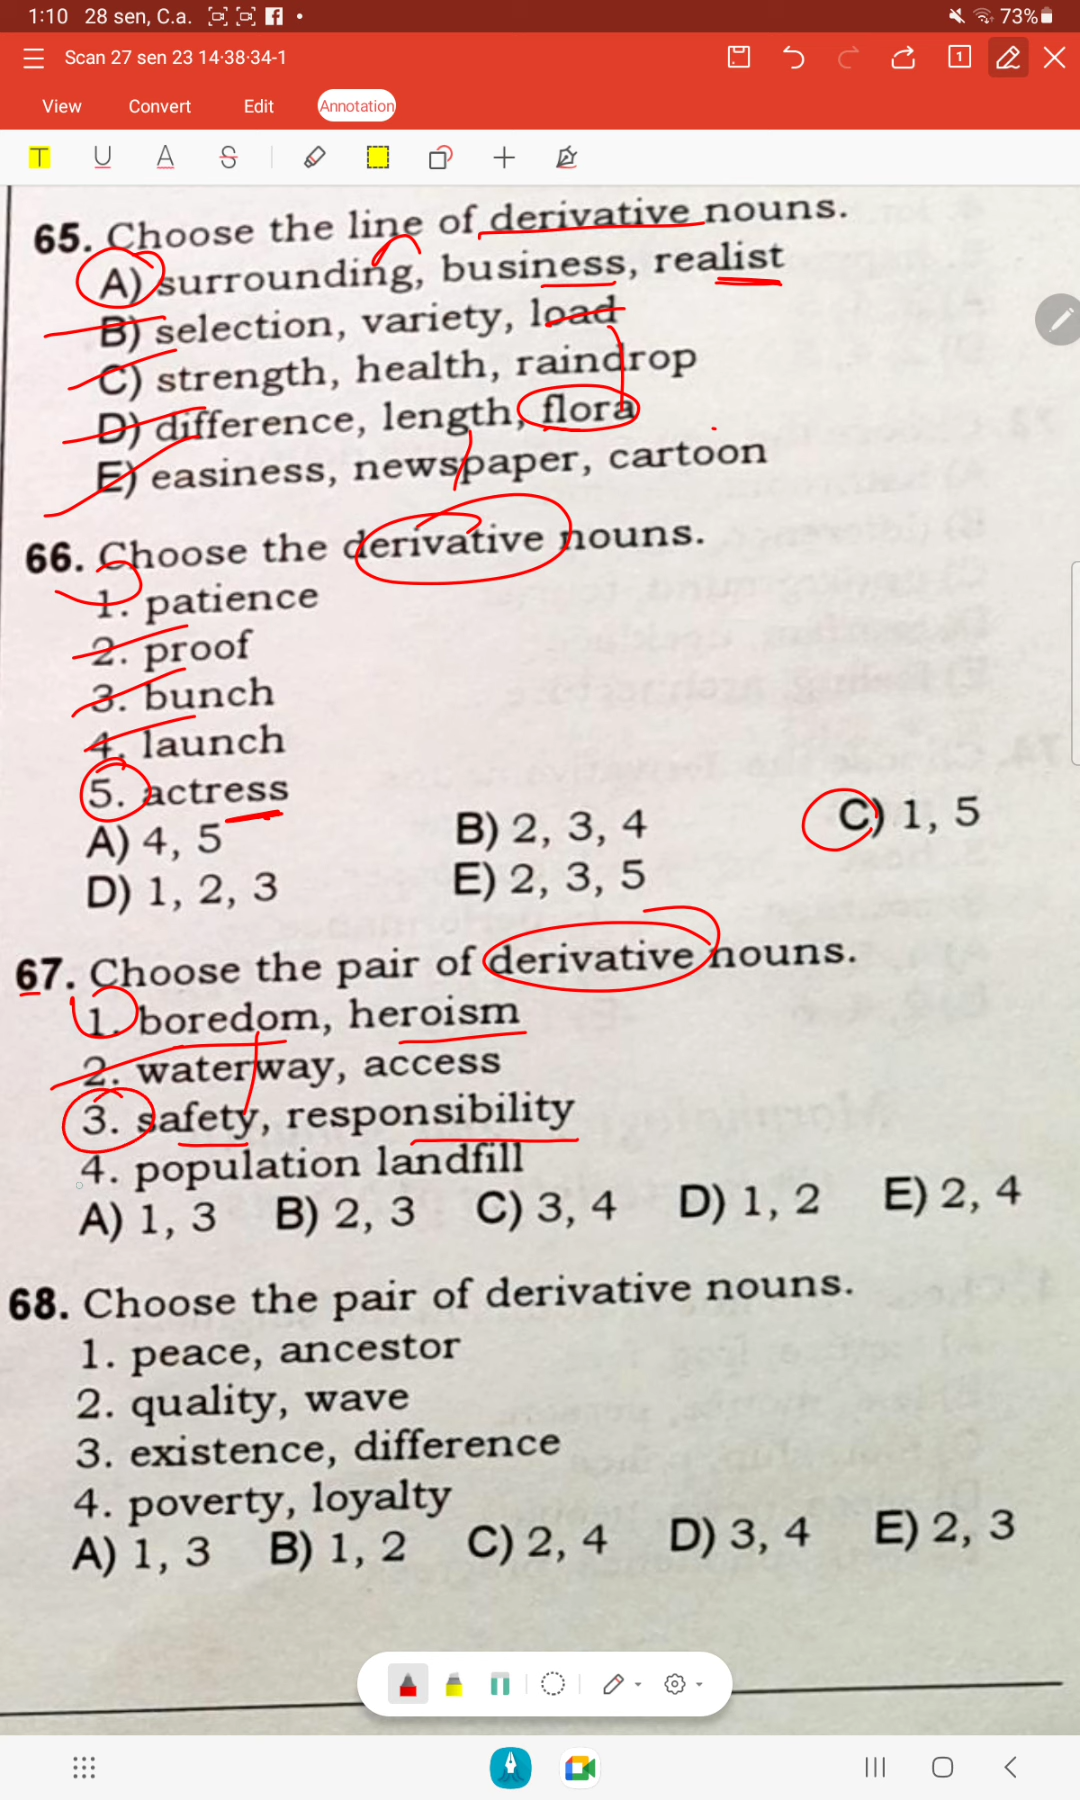 1:10 28 sen, C.a.
73%
Scan 27 sen 23 14·38·34-1
1
View Convert Edit Annotation
T U A S
65. Choose the line of derivative nouns.
A) surrounding, business, realist
B) selection, variety, load
C) strength, health, raindrop
D) difference, length, flora
E) easiness, newspaper, cartoon
66. Choose the derivative nouns.
1. patience
2. proof
3. bunch
4. launch
5. actress
A) 4, 5 B) 2, 3, 4 C) 1, 5
D) 1, 2, 3 E) 2, 3, 5
67. Choose the pair of derivative nouns.
1. boredom, heroism
2. waterway, access
3. safety, responsibility
4. population landfill
A) 1, 3 B) 2, 3 C) 3, 4 D) 1, 2 E) 2, 4
68. Choose the pair of derivative nouns.
1. peace, ancestor
2. quality, wave
3. existence, difference
4. poverty, loyalty
A) 1, 3 B) 1, 2 C) 2, 4 D) 3, 4 E) 2, 3